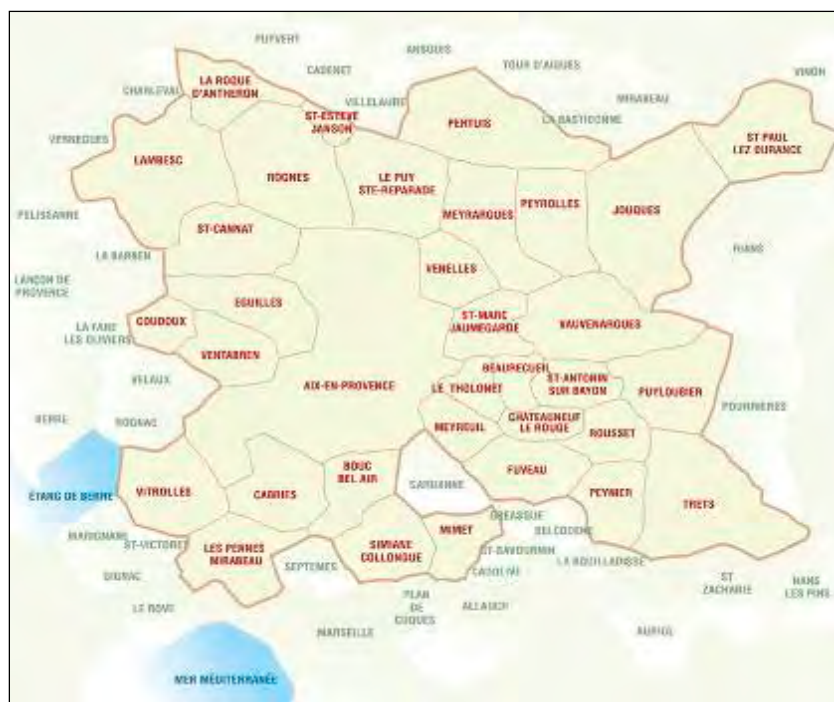 PUYVERT
ANSOUIS
CADENET
TOUR D'AIGUES
VINON
LA ROQUE
D'ANTHERON
CHARLEVAL
VILLELAURE
MIRABEAU
ST-ESTEVE
JANSON
PERTUIS
LA BASTIDONNE
VERNEGUES
ST PAUL
LEZ DURANCE
LAMBESC
ROGNES
LE PUY
STE-REPARADE
MEYRARGUES
PEYROLLES
JOUQUES
PELISSANNE
ST-CANNAT
LA BARBEN
RIANS
VENELLES
LANÇON DE
PROVENCE
EGUILLES
COUDOUX
ST-MARC
JAUMEGARDE
VAUVENARGUES
LA FARE
LES OLIVIERS
VENTABREN
BEAURECUEIL
VELAUX
AIX-EN-PROVENCE
LE THOLONET
ST-ANTONIN
SUR BAYON
PUYLOUBIER
POURRIERES
BERRE
ROGNAC
MEYREUIL
CHATEAUNEUF
LE ROUGE
ROUSSET
BOUC
BEL AIR
FUVEAU
GARDANNE
ÉTANG DE BERRE
VITROLLES
CABRIES
PEYNIER
TRETS
GREASQUE
BELCODENE
MARIGNANE
ST-VICTORET
LES PENNES
MIRABEAU
SIMIANE
COLLONGUE
MIMET
ST-SAVOURNIN
LA BOUILLADISSE
GIGNAC
SEPTEMES
CADOLIVE
ST
ZACHARIE
NANS
LES PINS
LE ROVE
PLAN
DE
CUQUES
ALLAUCH
MARSEILLE
AURIOL
MER MÉDITERRANÉE